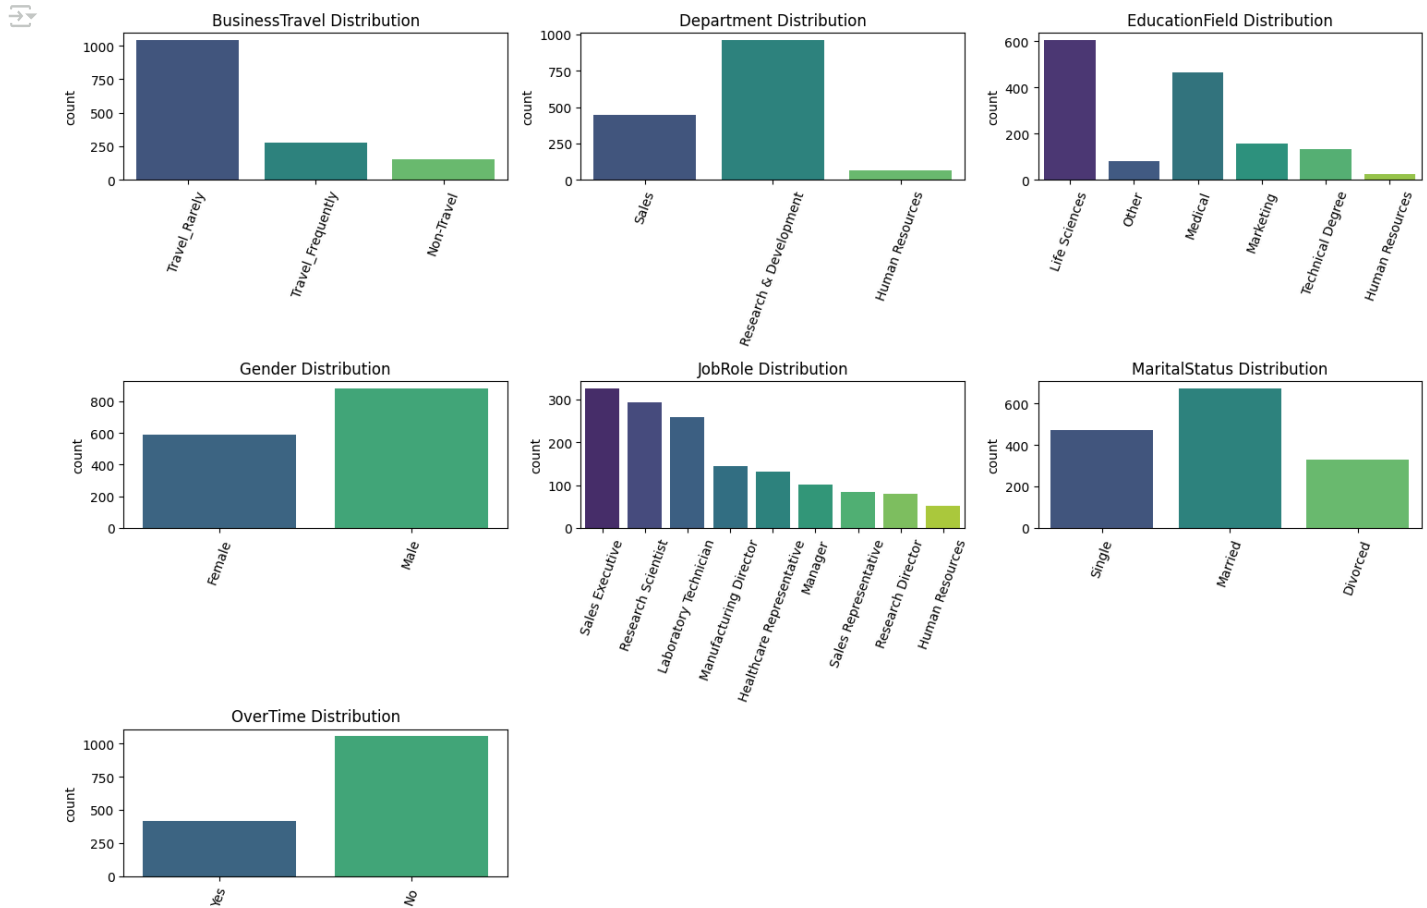 BusinessTravel Distribution
count
1000
750
500
250
0
Travel_Rarely
Travel_Frequently
Non-Travel
Department Distribution
count
1000
750
500
250
0
Sales
Research & Development
Human Resources
EducationField Distribution
count
600
400
200
0
Life Sciences
Other
Medical
Marketing
Technical Degree
Human Resources
Gender Distribution
count
800
600
400
200
0
Female
Male
JobRole Distribution
count
300
200
100
0
Sales Executive
Research Scientist
Laboratory Technician
Manufacturing Director
Healthcare Representative
Manager
Sales Representative
Research Director
Human Resources
MaritalStatus Distribution
count
600
400
200
0
Single
Married
Divorced
OverTime Distribution
count
1000
750
500
250
0
Yes
No